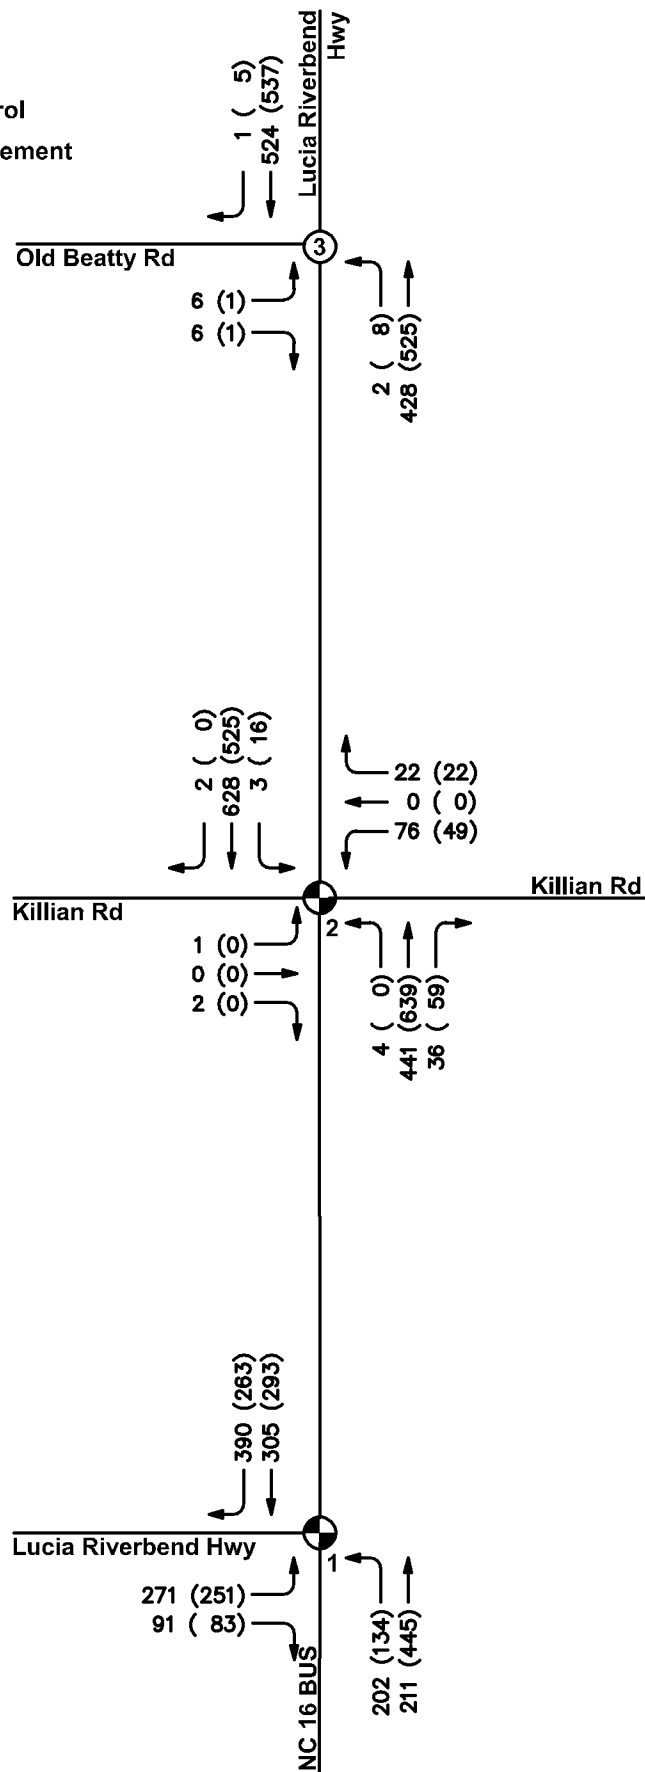 Lucia Riverbend
Hwy
rol
ement
1 ( 5)
524 (537)
Old Beatty Rd
3
6 (1)
6 (1)
2 ( 8)
428 (525)
2 ( 0)
628 (525)
3 ( 16)
22 (22)
0 ( 0)
76 (49)
Killian Rd
Killian Rd
2
1 (0)
0 (0)
2 (0)
4 ( 0)
441 (639)
36 ( 59)
390 (263)
305 (293)
Lucia Riverbend Hwy
1
271 (251)
91 ( 83)
202 (134)
211 (445)
NC 16 BUS